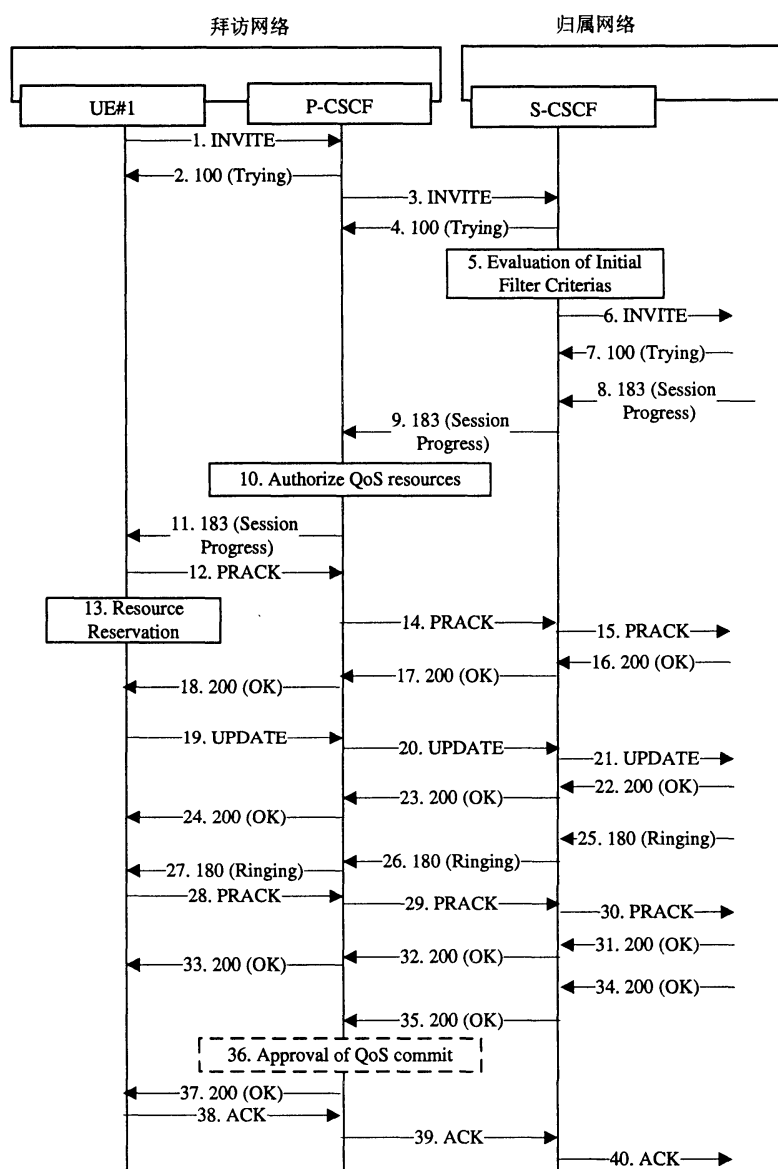 拜访网络
归属网络
UE#1
P-CSCF
S-CSCF
1. INVITE
2. 100 (Trying)
3. INVITE
4. 100 (Trying)
5. Evaluation of Initial
Filter Criterias
6. INVITE
7. 100 (Trying)
8. 183 (Session
Progress)
9. 183 (Session
Progress)
10. Authorize QoS resources
11. 183 (Session
Progress)
12. PRACK
13. Resource
Reservation
14. PRACK
15. PRACK
16. 200 (OK)
17. 200 (OK)
18. 200 (OK)
19. UPDATE
20. UPDATE
21. UPDATE
22. 200 (OK)
23. 200 (OK)
24. 200 (OK)
25. 180 (Ringing)
26. 180 (Ringing)
27. 180 (Ringing)
28. PRACK
29. PRACK
30. PRACK
31. 200 (OK)
32. 200 (OK)
33. 200 (OK)
34. 200 (OK)
35. 200 (OK)
36. Approval of QoS commit
37. 200 (OK)
38. ACK
39. ACK
40. ACK